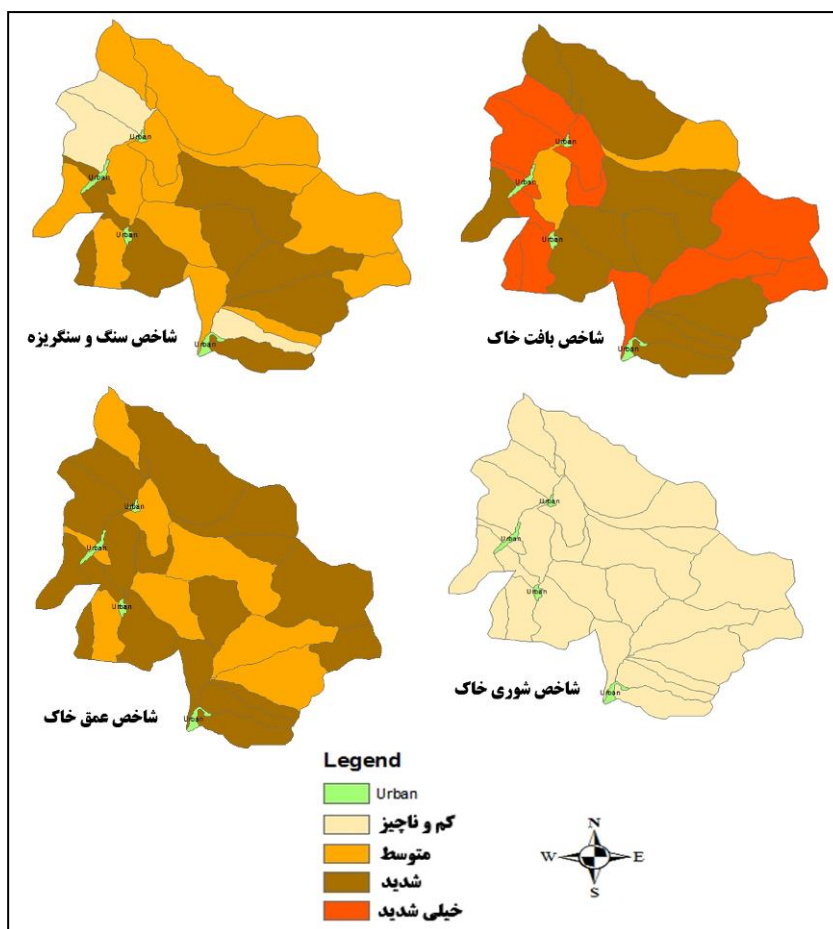 Urban
Urban
Urban
Urban
شاخص سنگ و سنگریزه
Urban
Urban
Urban
Urban
شاخص بافت خاک
Urban
Urban
Urban
Urban
شاخص عمق خاک
Urban
Urban
Urban
Urban
شاخص شوری خاک
Legend
Urban
کم و ناچیز
متوسط
شدید
خیلی شدید
N
W E
S